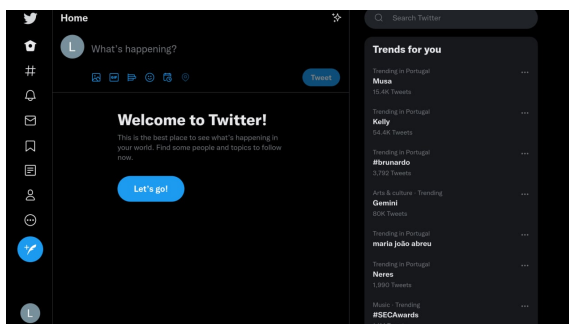 Home
L
What's happening?
GIF
Tweet
Welcome to Twitter!
This is the best place to see what's happening in
your world. Find some people and topics to follow
now.
Let's go!
L
Search Twitter
Trends for you
Trending in Portugal
Musa
15.4K Tweets
Trending in Portugal
Kelly
54.4K Tweets
Trending in Portugal
#brunardo
3,792 Tweets
Arts & culture · Trending
Gemini
80K Tweets
Trending in Portugal
maria joão abreu
Trending in Portugal
Neres
1,990 Tweets
Music · Trending
#SECAwards